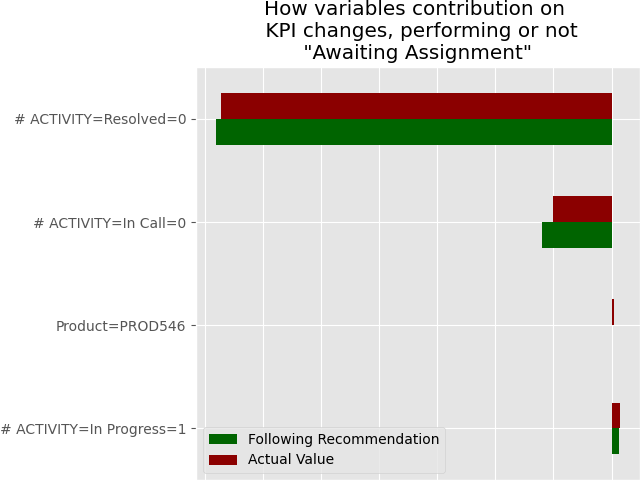 How variables contribution on
KPI changes, performing or not
"Awaiting Assignment"
# ACTIVITY=Resolved=0
# ACTIVITY=In Call=0
Product=PROD546
# ACTIVITY=In Progress=1
Following Recommendation
Actual Value